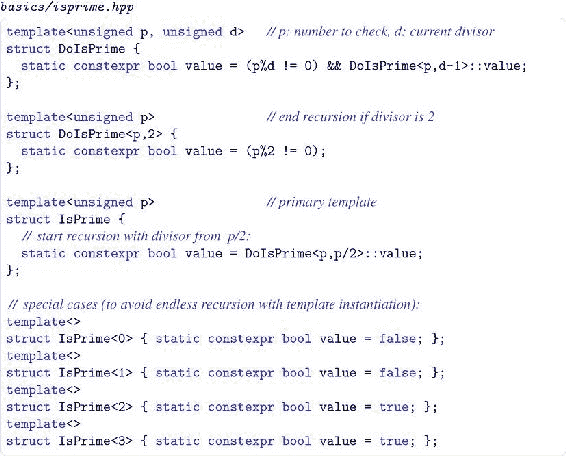 basics/isprime.hpp
template<unsigned p, unsigned d> // p: number to check, d: current divisor
struct DoIsPrime {
static constexpr bool value = (p%d != 0) && DoIsPrime<p,d-1>::value;
};
template<unsigned p> // end recursion if divisor is 2
struct DoIsPrime<p,2> {
static constexpr bool value = (p%2 != 0);
};
template<unsigned p> // primary template
struct IsPrime {
// start recursion with divisor from p/2:
static constexpr bool value = DoIsPrime<p,p/2>::value;
};
// special cases (to avoid endless recursion with template instantiation):
template<>
struct IsPrime<0> { static constexpr bool value = false; };
template<>
struct IsPrime<1> { static constexpr bool value = false; };
template<>
struct IsPrime<2> { static constexpr bool value = true; };
template<>
struct IsPrime<3> { static constexpr bool value = true; };